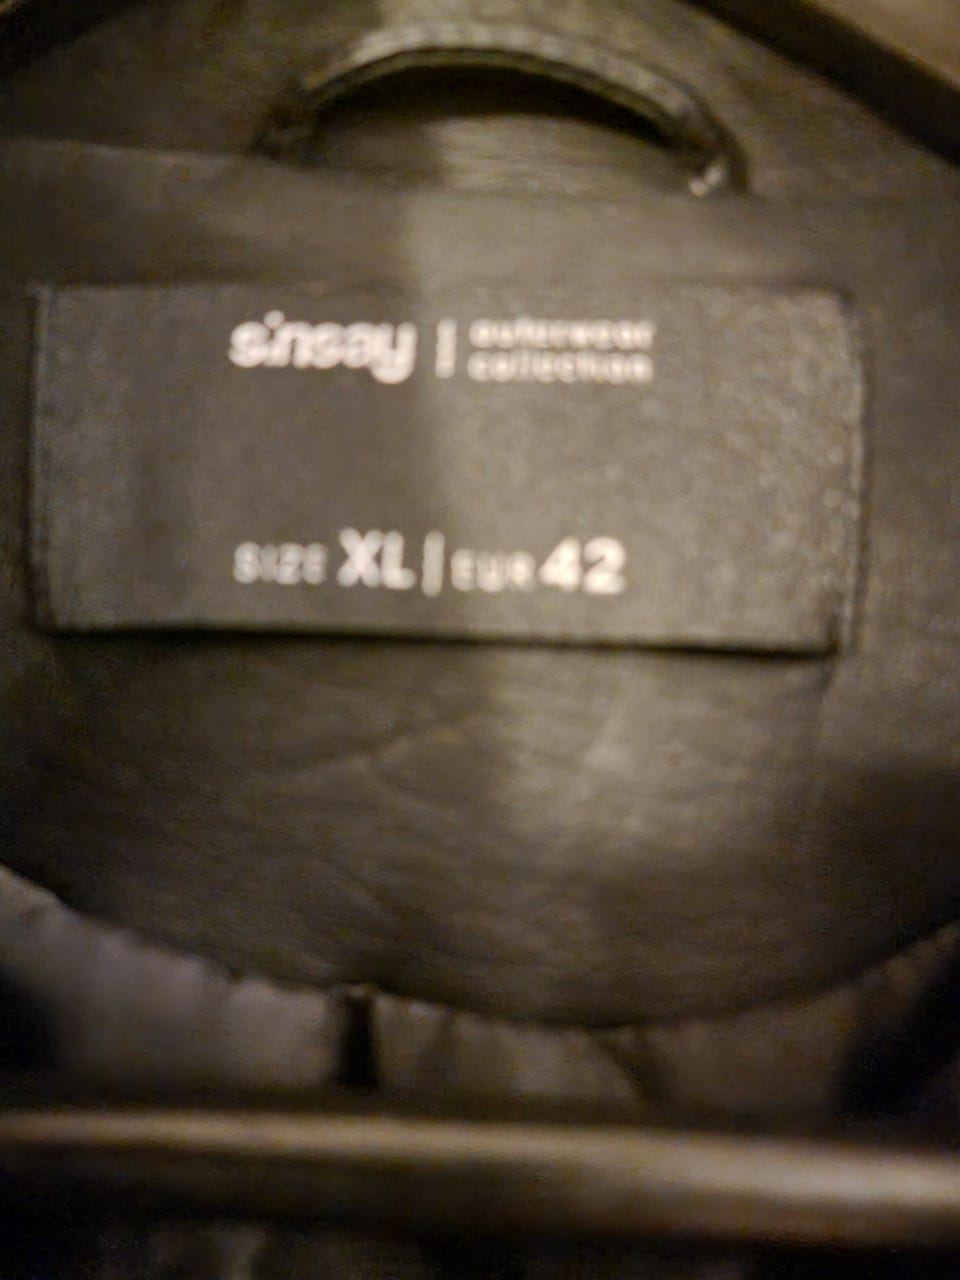 sinsay | outerwear
collection
SIZE XL | EUR 42